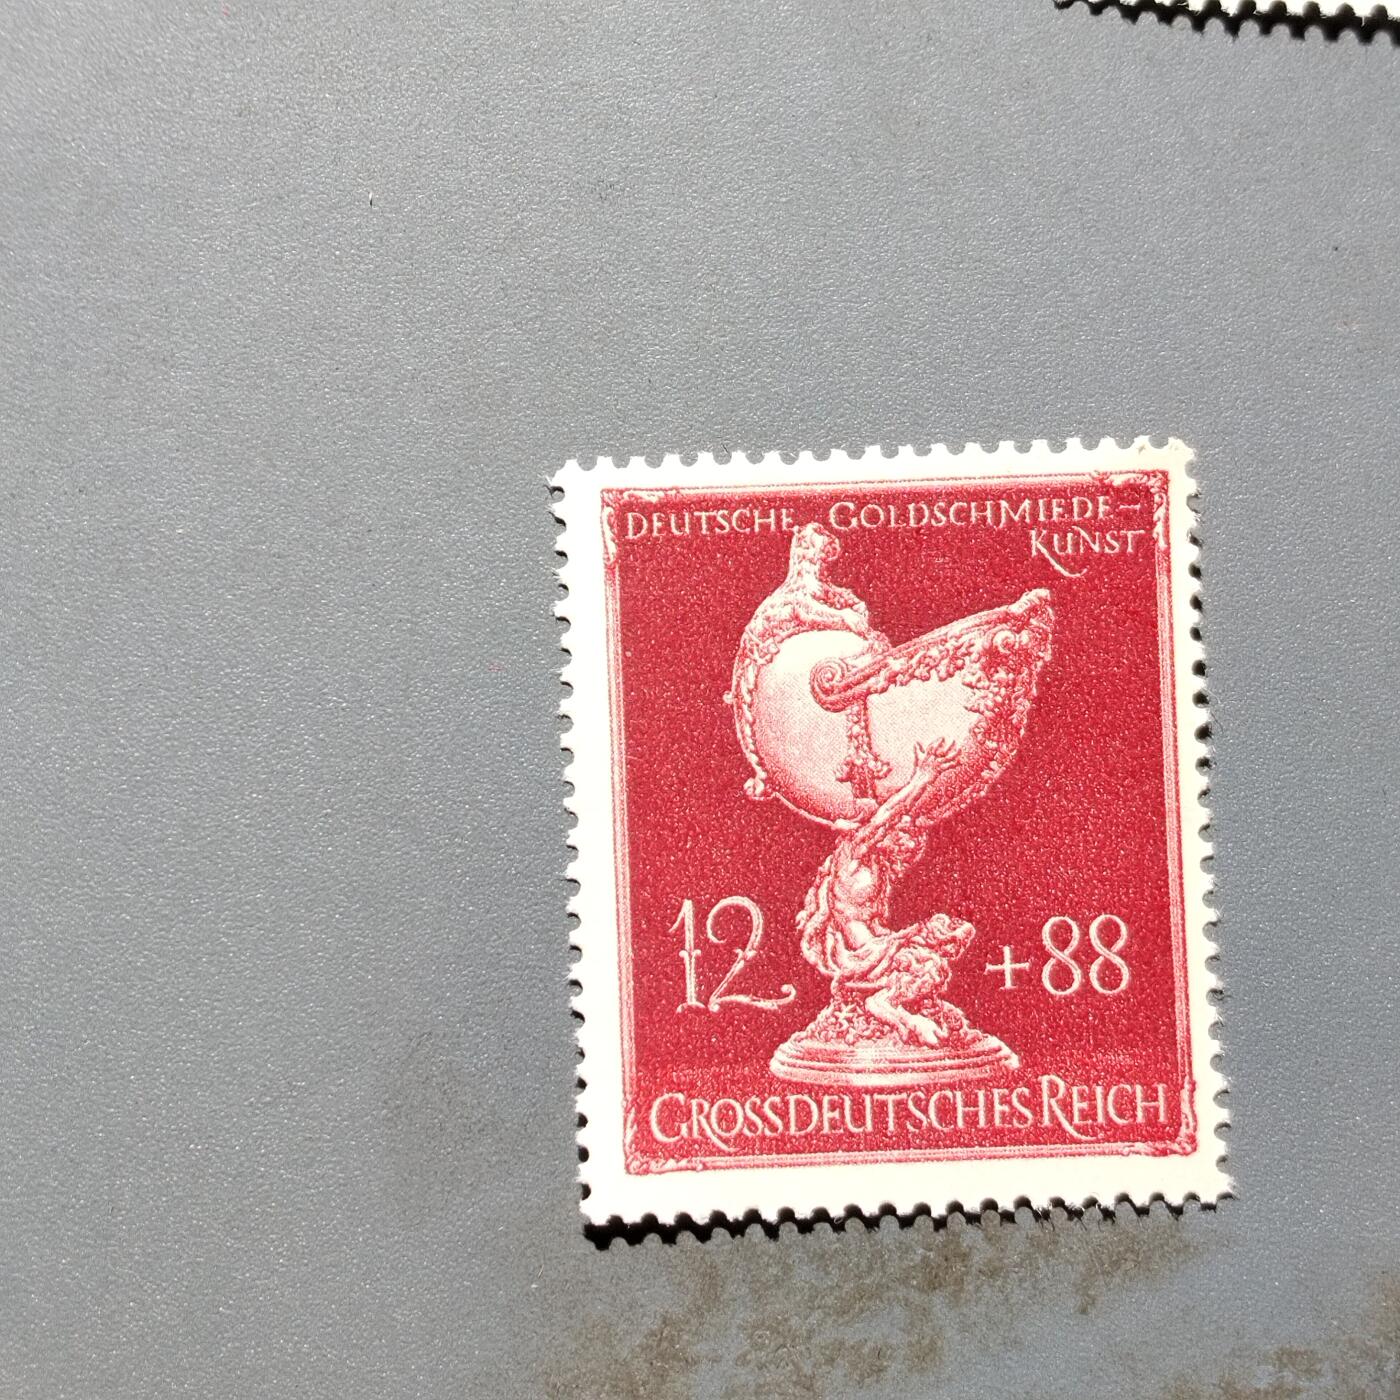 DEUTSCHE GOLDSCHMIEDE-
KUNST
12 +88
GROSSDEUTSCHES REICH